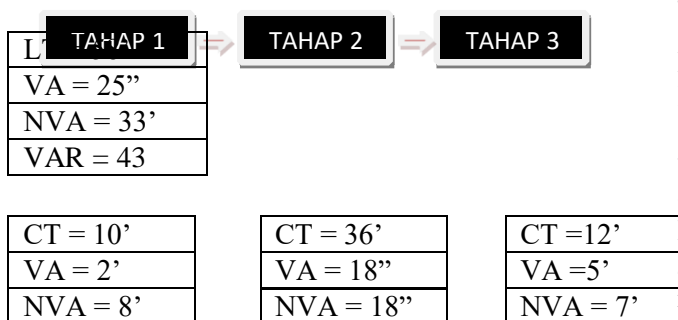 TAHAP 1
TAHAP 2
TAHAP 3
VA = 25”
NVA = 33’
VAR = 43
CT = 10’
VA = 2’
NVA = 8’
CT = 36’
VA = 18”
NVA = 18”
CT =12’
VA =5’
NVA = 7’